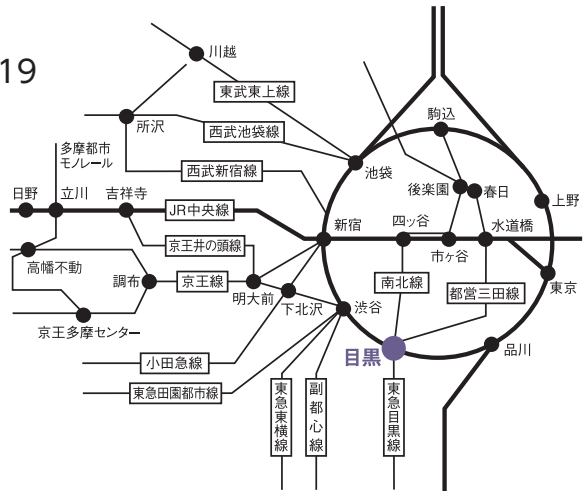 19
川越
東武東上線
所沢
西武池袋線
駒込
多摩都市
モノレール
西武新宿線
池袋
後楽園
春日
日野
立川
吉祥寺
JR中央線
新宿
四ッ谷
水道橋
上野
京王井の頭線
市ヶ谷
高幡不動
調布
京王線
明大前
下北沢
渋谷
南北線
都営三田線
東京
京王多摩センター
目黒
品川
小田急線
東急田園都市線
東急東横線
副都心線
東急目黒線